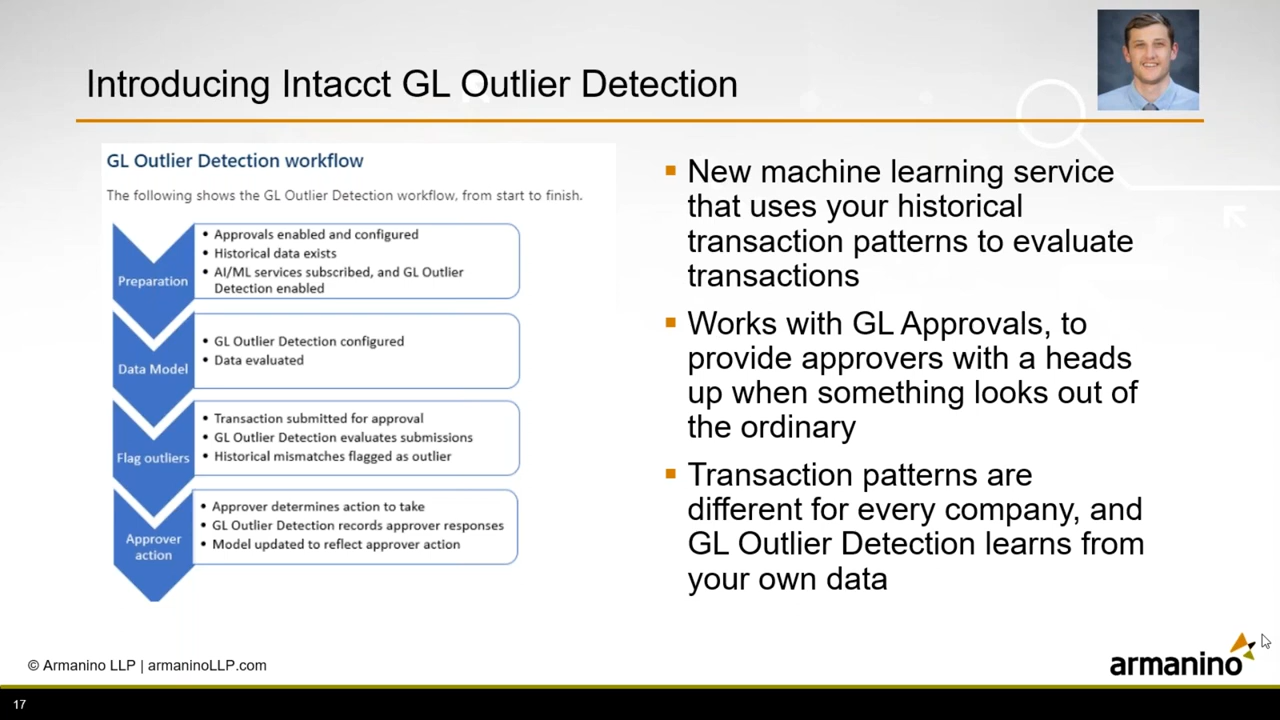 Introducing Intacct GL Outlier Detection
GL Outlier Detection workflow
The following shows the GL Outlier Detection workflow, from start to finish.
Preparation
• Approvals enabled and configured
• Historical data exists
• AI/ML services subscribed, and GL Outlier
Detection enabled
Data Model
• GL Outlier Detection configured
• Data evaluated
Flag outliers
• Transaction submitted for approval
• GL Outlier Detection evaluates submissions
• Historical mismatches flagged as outlier
Approver
action
• Approver determines action to take
• GL Outlier Detection records approver responses
• Model updated to reflect approver action
▪ New machine learning service
that uses your historical
transaction patterns to evaluate
transactions
▪ Works with GL Approvals, to
provide approvers with a heads
up when something looks out of
the ordinary
▪ Transaction patterns are
different for every company, and
GL Outlier Detection learns from
your own data
© Armanino LLP | armaninoLLP.com
armanino
17